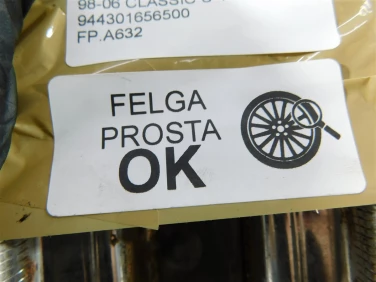 98-06 CLASSIC
944301656500
FP.A632
FELGA
PROSTA
OK